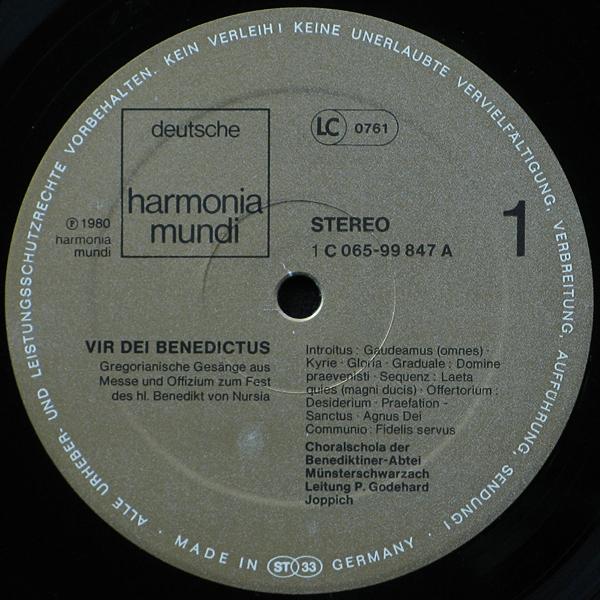 ALLE URHEBER- UND LEISTUNGSSCHUTZRECHTE VORBEHALTEN. KEIN VERLEIH! KEINE UNERLAUBTE VERVIELFÄLTIGUNG, VERBREITUNG, AUFFÜHRUNG, SENDUNG!
deutsche
harmonia
mundi
LC 0761
℗ 1980
harmonia
mundi
STEREO
1 C 065-99 847 A
1
VIR DEI BENEDICTUS
Gregorianische Gesänge aus
Messe und Offizium zum Fest
des hl. Benedikt von Nursia
Introitus : Gaudeamus (omnes) ·
Kyrie · Gloria · Graduale : Domine
praevenisti · Sequenz : Laeta
quies (magni ducis) · Offertorium :
Desiderium · Praefation -
Sanctus · Agnus Dei
Communio : Fidelis servus
Choralschola der
Benediktiner-Abtei
Münsterschwarzach
Leitung P. Godehard
Joppich
· MADE IN ST 33 GERMANY ·